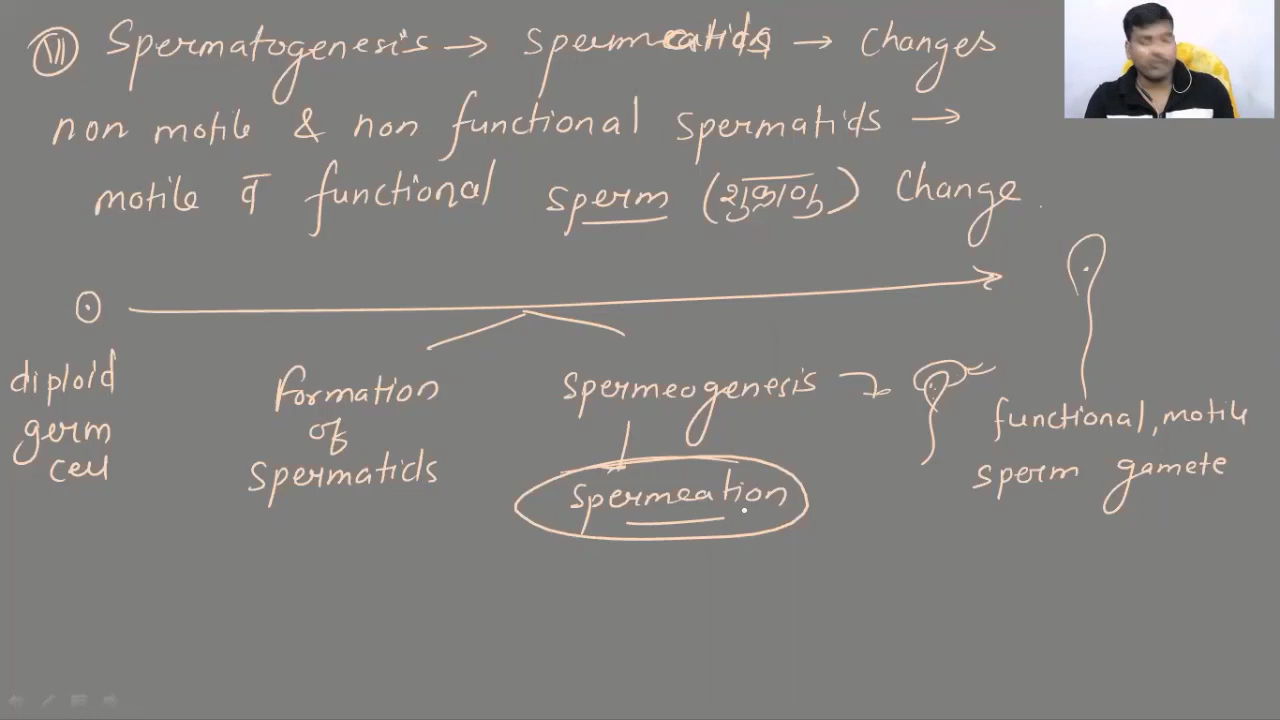 VI Spermatogenesis → spermeatids → Changes
non motile & non functional spermatids →
motile व functional sperm (शुक्राणु) Change.
diploid
germ
cell
Formation
of
spermatids
spermeogenesis
spermeation
functional, motile
sperm gamete